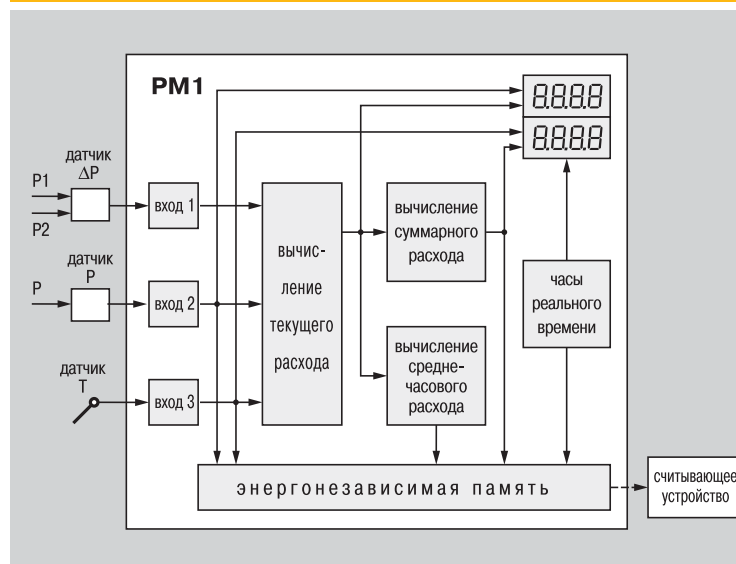 РМ1
8.8.8.8
8.8.8.8
датчик
ΔP
P1
P2
вход 1
датчик
P
P
вход 2
датчик
T
вход 3
вычис-
ление
текущего
расхода
вычисление
суммарного
расхода
вычисление
средне-
часового
расхода
часы
реального
времени
энергонезависимая память
считывающее
устройство